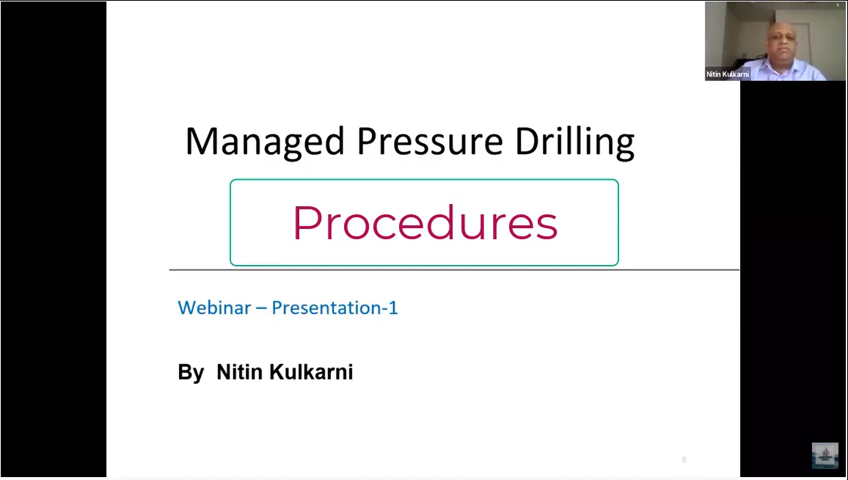 Nitin Kulkarni
Managed Pressure Drilling
Procedures
Webinar – Presentation-1
By Nitin Kulkarni
0